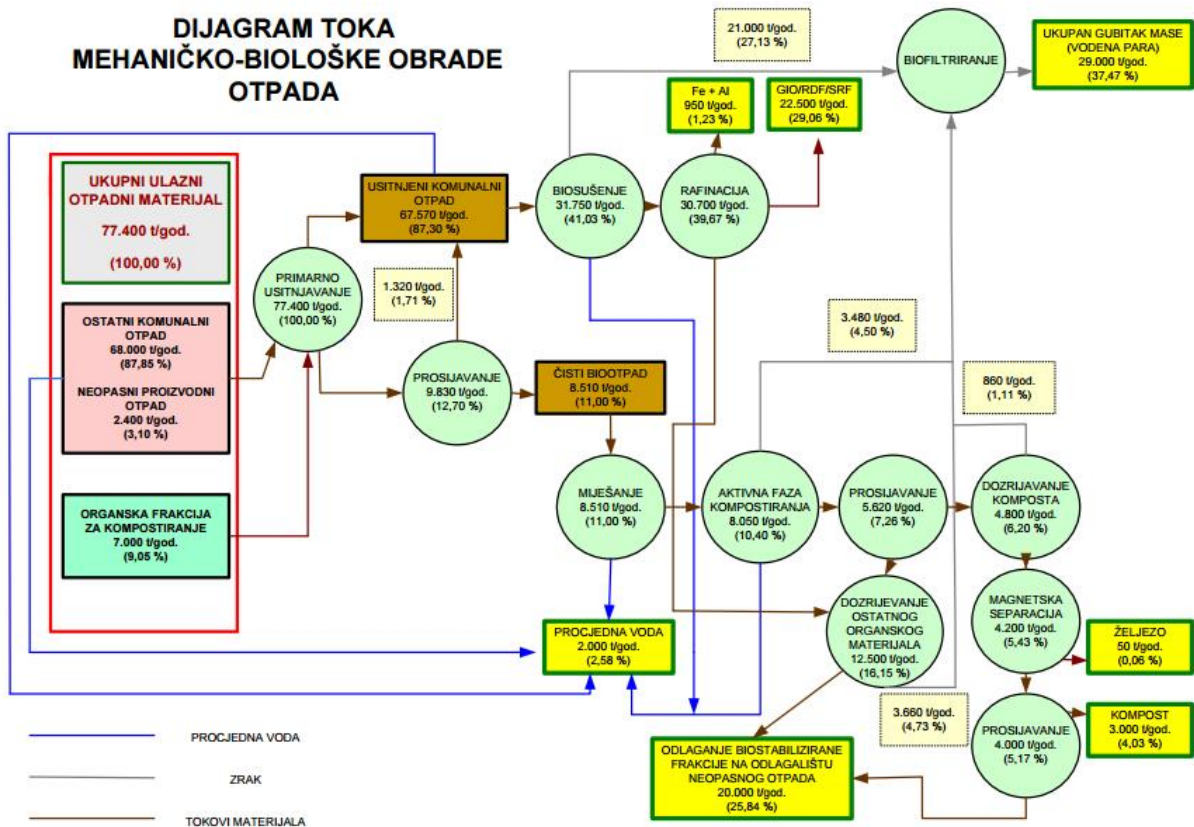 DIJAGRAM TOKA
MEHANIČKO-BIOLOŠKE OBRADE
OTPADA
21.000 t/god.
(27,13 %)
BIOFILTRIRANJE
UKUPAN GUBITAK MASE
(VODENA PARA)
29.000 t/god.
(37,47 %)
Fe + Al
950 t/god.
(1,23 %)
GIO/RDF/SRF
22.500 t/god.
(29,06 %)
UKUPNI ULAZNI
OTPADNI MATERIJAL
77.400 t/god.
(100,00 %)
USITNJENI KOMUNALNI
OTPAD
67.570 t/god.
(87,30 %)
BIOSUŠENJE
31.750 t/god.
(41,03 %)
RAFINACIJA
30.700 t/god.
(39,67 %)
PRIMARNO
USITNJAVANJE
77.400 t/god.
(100,00 %)
1.320 t/god.
(1,71 %)
OSTATNI KOMUNALNI
OTPAD
68.000 t/god.
(87,85 %)
NEOPASNI PROIZVODNI
OTPAD
2.400 t/god.
(3,10 %)
3.480 t/god.
(4,50 %)
PROSIJAVANJE
9.830 t/god.
(12,70 %)
ČISTI BIOOTPAD
8.510 t/god.
(11,00 %)
860 t/god.
(1,11 %)
ORGANSKA FRAKCIJA
ZA KOMPOSTIRANJE
7.000 t/god.
(9,05 %)
MIJEŠANJE
8.510 t/god.
(11,00 %)
AKTIVNA FAZA
KOMPOSTIRANJA
8.050 t/god.
(10,40 %)
PROSIJAVANJE
5.620 t/god.
(7,26 %)
DOZRIJAVANJE
KOMPOSTA
4.800 t/god.
(6,20 %)
PROCJEDNA VODA
2.000 t/god.
(2,58 %)
DOZRIJEVANJE
OSTATNOG
ORGANSKOG
MATERIJALA
12.500 t/god.
(16,15 %)
MAGNETSKA
SEPARACIJA
4.200 t/god.
(5,43 %)
ŽELJEZO
50 t/god.
(0,06 %)
3.660 t/god.
(4,73 %)
PROSIJAVANJE
4.000 t/god.
(5,17 %)
KOMPOST
3.000 t/god.
(4,03 %)
ODLAGANJE BIOSTABILIZIRANE
FRAKCIJE NA ODLAGALIŠTU
NEOPASNOG OTPADA
20.000 t/god.
(25,84 %)
PROCJEDNA VODA
ZRAK
TOKOVI MATERIJALA